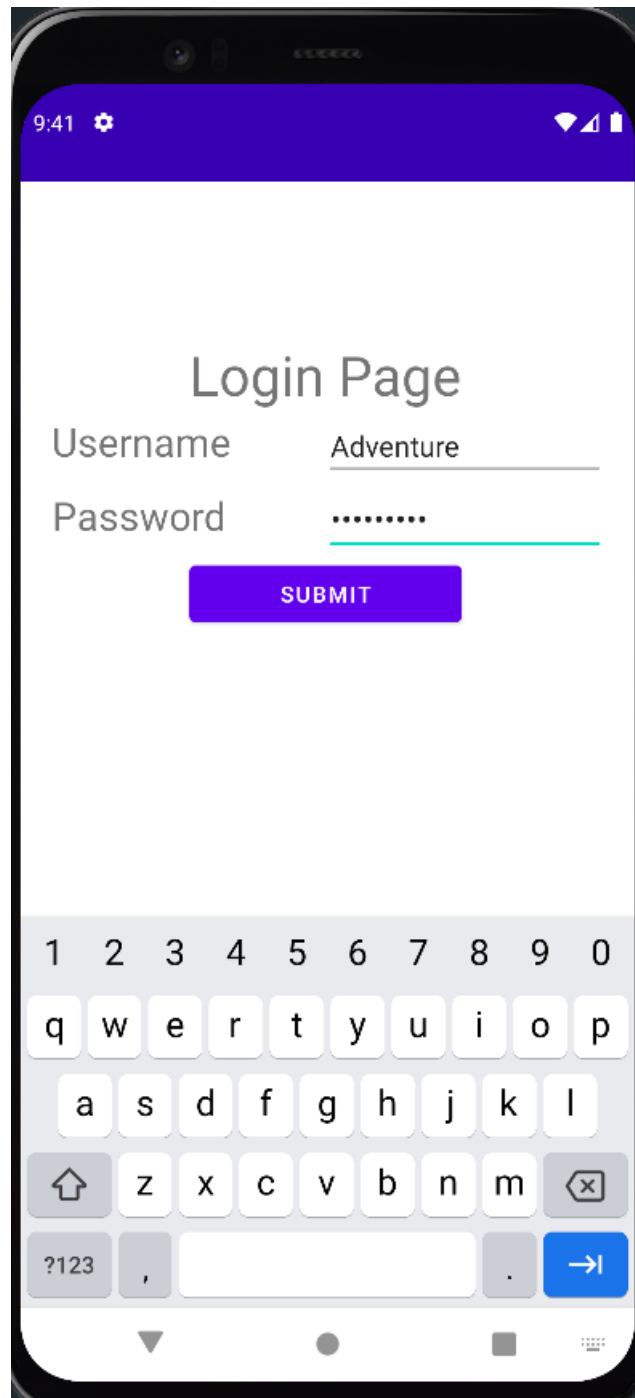 9:41
Login Page
Username Adventure
Password •••••••••
SUBMIT
1 2 3 4 5 6 7 8 9 0
q w e r t y u i o p
a s d f g h j k l
z x c v b n m
?123 , .